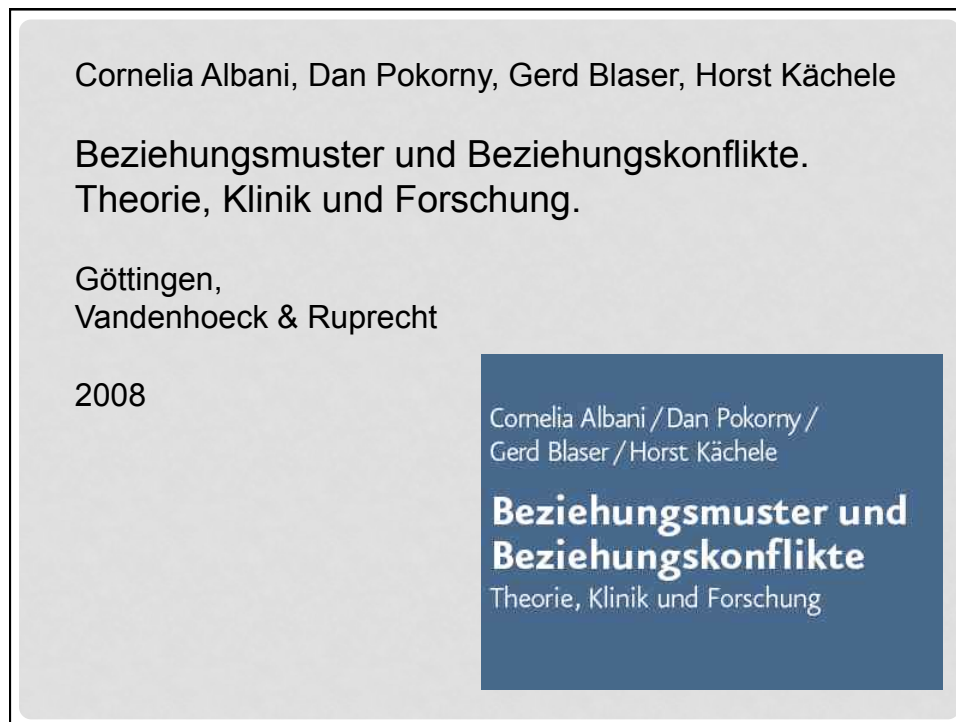 Cornelia Albani, Dan Pokorny, Gerd Blaser, Horst Kächele
Beziehungsmuster und Beziehungskonflikte.
Theorie, Klinik und Forschung.
Göttingen,
Vandenhoeck & Ruprecht
2008
Cornelia Albani / Dan Pokorny /
Gerd Blaser / Horst Kächele
Beziehungsmuster und
Beziehungskonflikte
Theorie, Klinik und Forschung